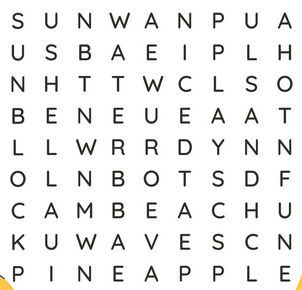 S U N W A N P U A
U S B A E I P L H
N H T T W C L S O
B E N E U E A A T
L L W R R D Y N N
O L N B O T S D F
C A M B E A C H U
K U W A V E S C N
P I N E A P P L E